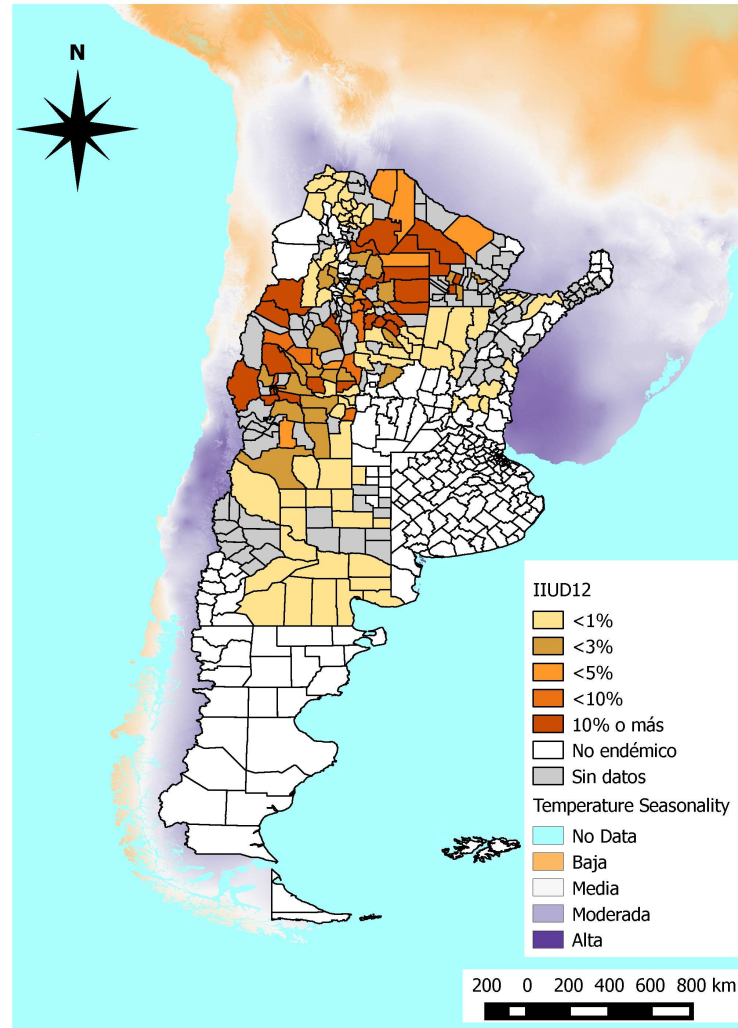 N
IIUD12
<1%
<3%
<5%
<10%
10% o más
No endémico
Sin datos
Temperature Seasonality
No Data
Baja
Media
Moderada
Alta
200 0 200 400 600 800 km